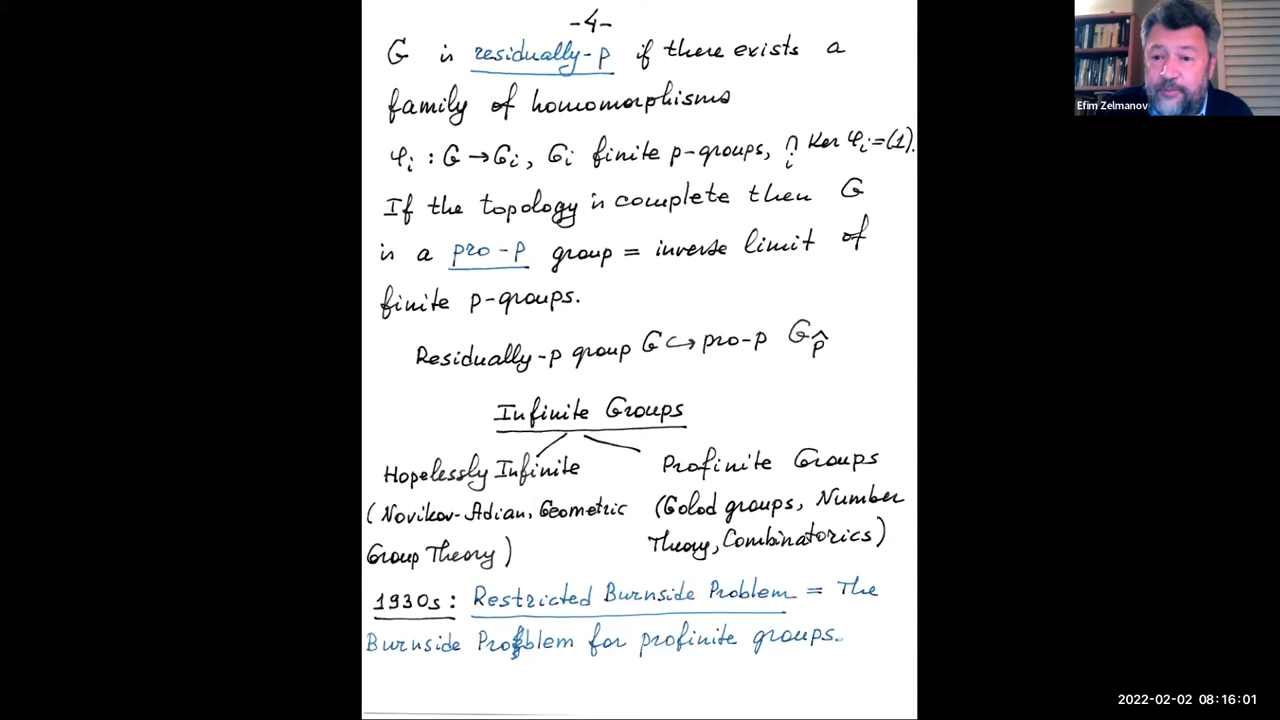 -4-
G is residually-p if there exists a
family of homomorphisms
φi : G → Gi, Gi finite p-groups, ∩i Ker φi = (1).
If the topology is complete then G
is a pro-p group = inverse limit of
finite p-groups.
Residually-p group G ↪ pro-p Gp̂
Infinite Groups
Hopelessly Infinite
(Novikov-Adian, Geometric
Group Theory)
Profinite Groups
(Golod groups, Number
Theory, Combinatorics)
1930s: Restricted Burnside Problem = The
Burnside Problem for profinite groups.
Efim Zelmanov
2022-02-02 08:16:01